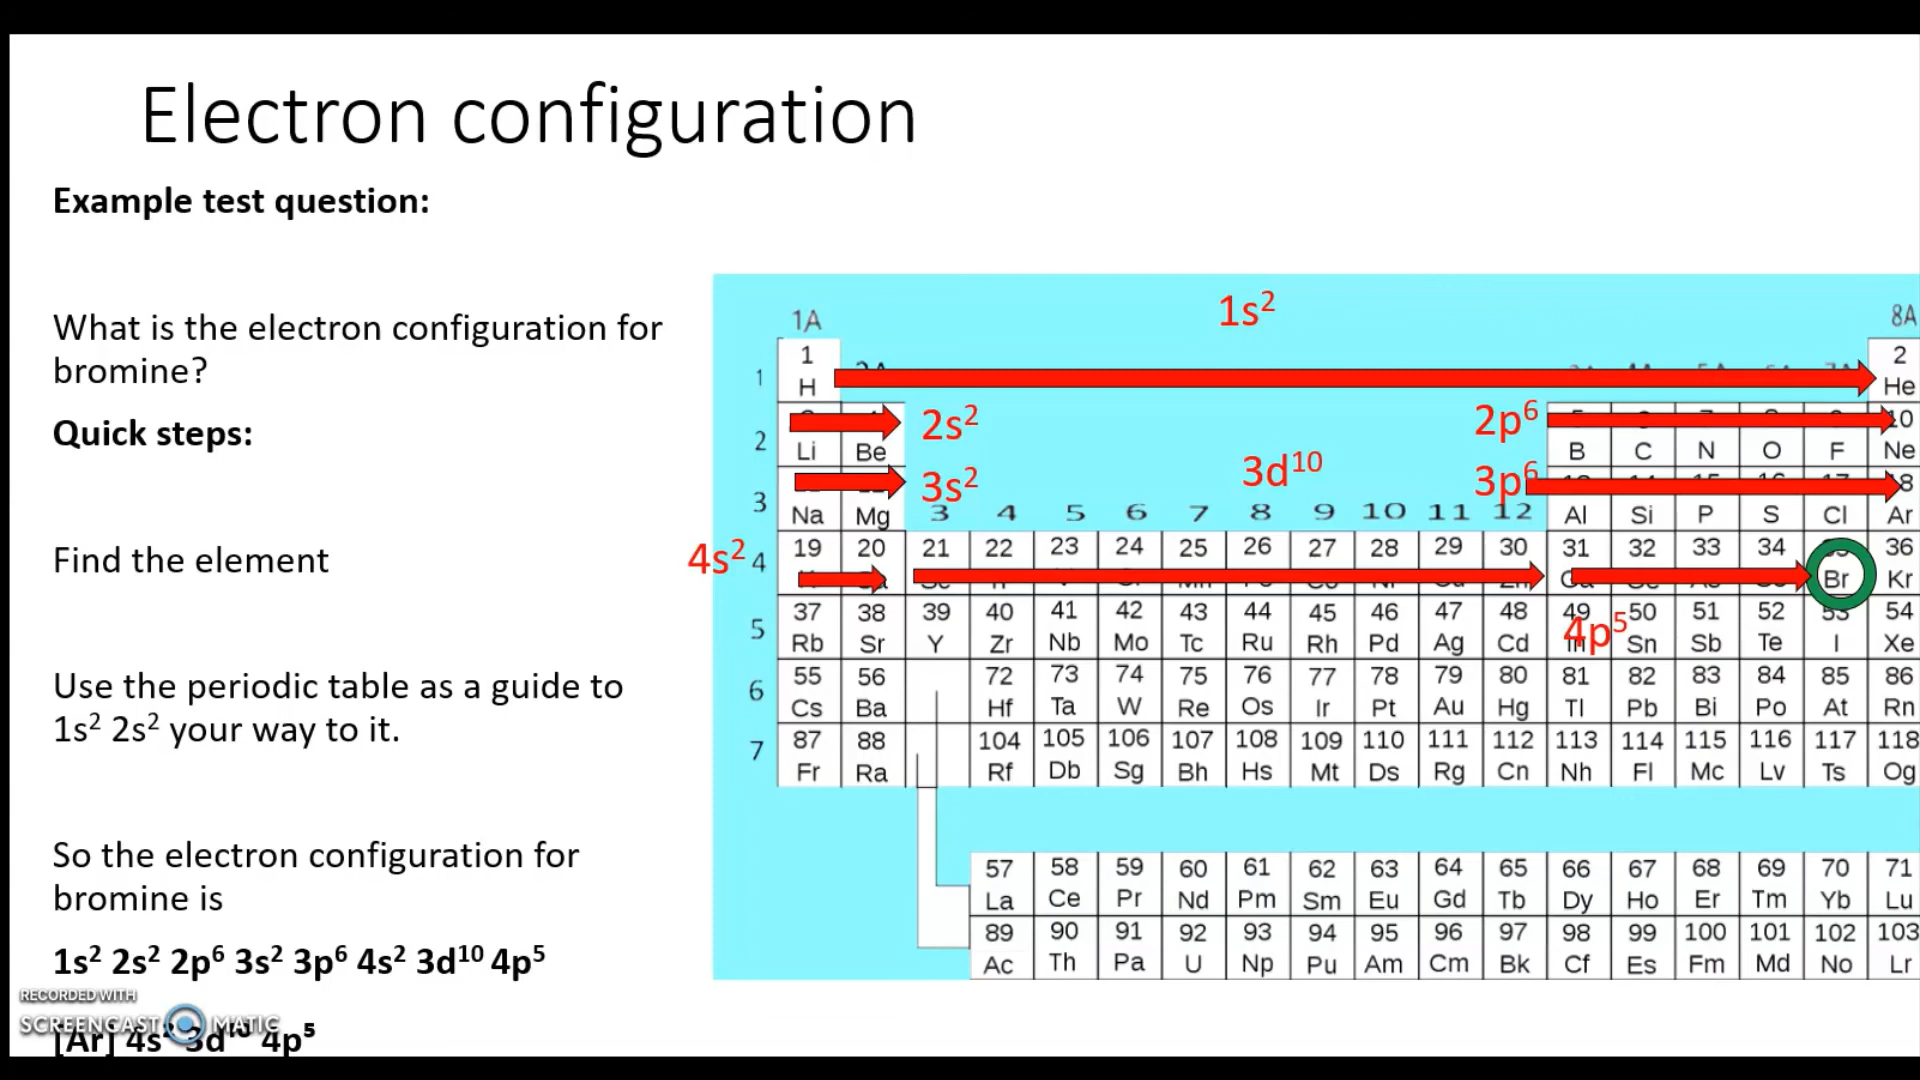 Electron configuration
Example test question:
What is the electron configuration for
bromine?
Quick steps:
Find the element
Use the periodic table as a guide to
1s² 2s² your way to it.
So the electron configuration for
bromine is
1s² 2s² 2p⁶ 3s² 3p⁶ 4s² 3d¹⁰ 4p⁵
[Ar] 4s² 3d¹⁰ 4p⁵
RECORDED WITH
SCREENCAST MATIC
1s²
1A 8A
1 2
1 H He
2s² 2p⁶ 10
2 Li Be B C N O F Ne
3s² 3d¹⁰ 3p⁶
3 Na Mg 3 4 5 6 7 8 9 10 11 12 Al Si P S Cl Ar
19 20 21 22 23 24 25 26 27 28 29 30 31 32 33 34 36
4s² 4 Br Kr
37 38 39 40 41 42 43 44 45 46 47 48 49 50 51 52 53 54
4p⁵
5 Rb Sr Y Zr Nb Mo Tc Ru Rh Pd Ag Cd Sn Sb Te I Xe
55 56 72 73 74 75 76 77 78 79 80 81 82 83 84 85 86
6 Cs Ba Hf Ta W Re Os Ir Pt Au Hg Tl Pb Bi Po At Rn
87 88 104 105 106 107 108 109 110 111 112 113 114 115 116 117 118
7 Fr Ra Rf Db Sg Bh Hs Mt Ds Rg Cn Nh Fl Mc Lv Ts Og
57 58 59 60 61 62 63 64 65 66 67 68 69 70 71
La Ce Pr Nd Pm Sm Eu Gd Tb Dy Ho Er Tm Yb Lu
89 90 91 92 93 94 95 96 97 98 99 100 101 102 103
Ac Th Pa U Np Pu Am Cm Bk Cf Es Fm Md No Lr